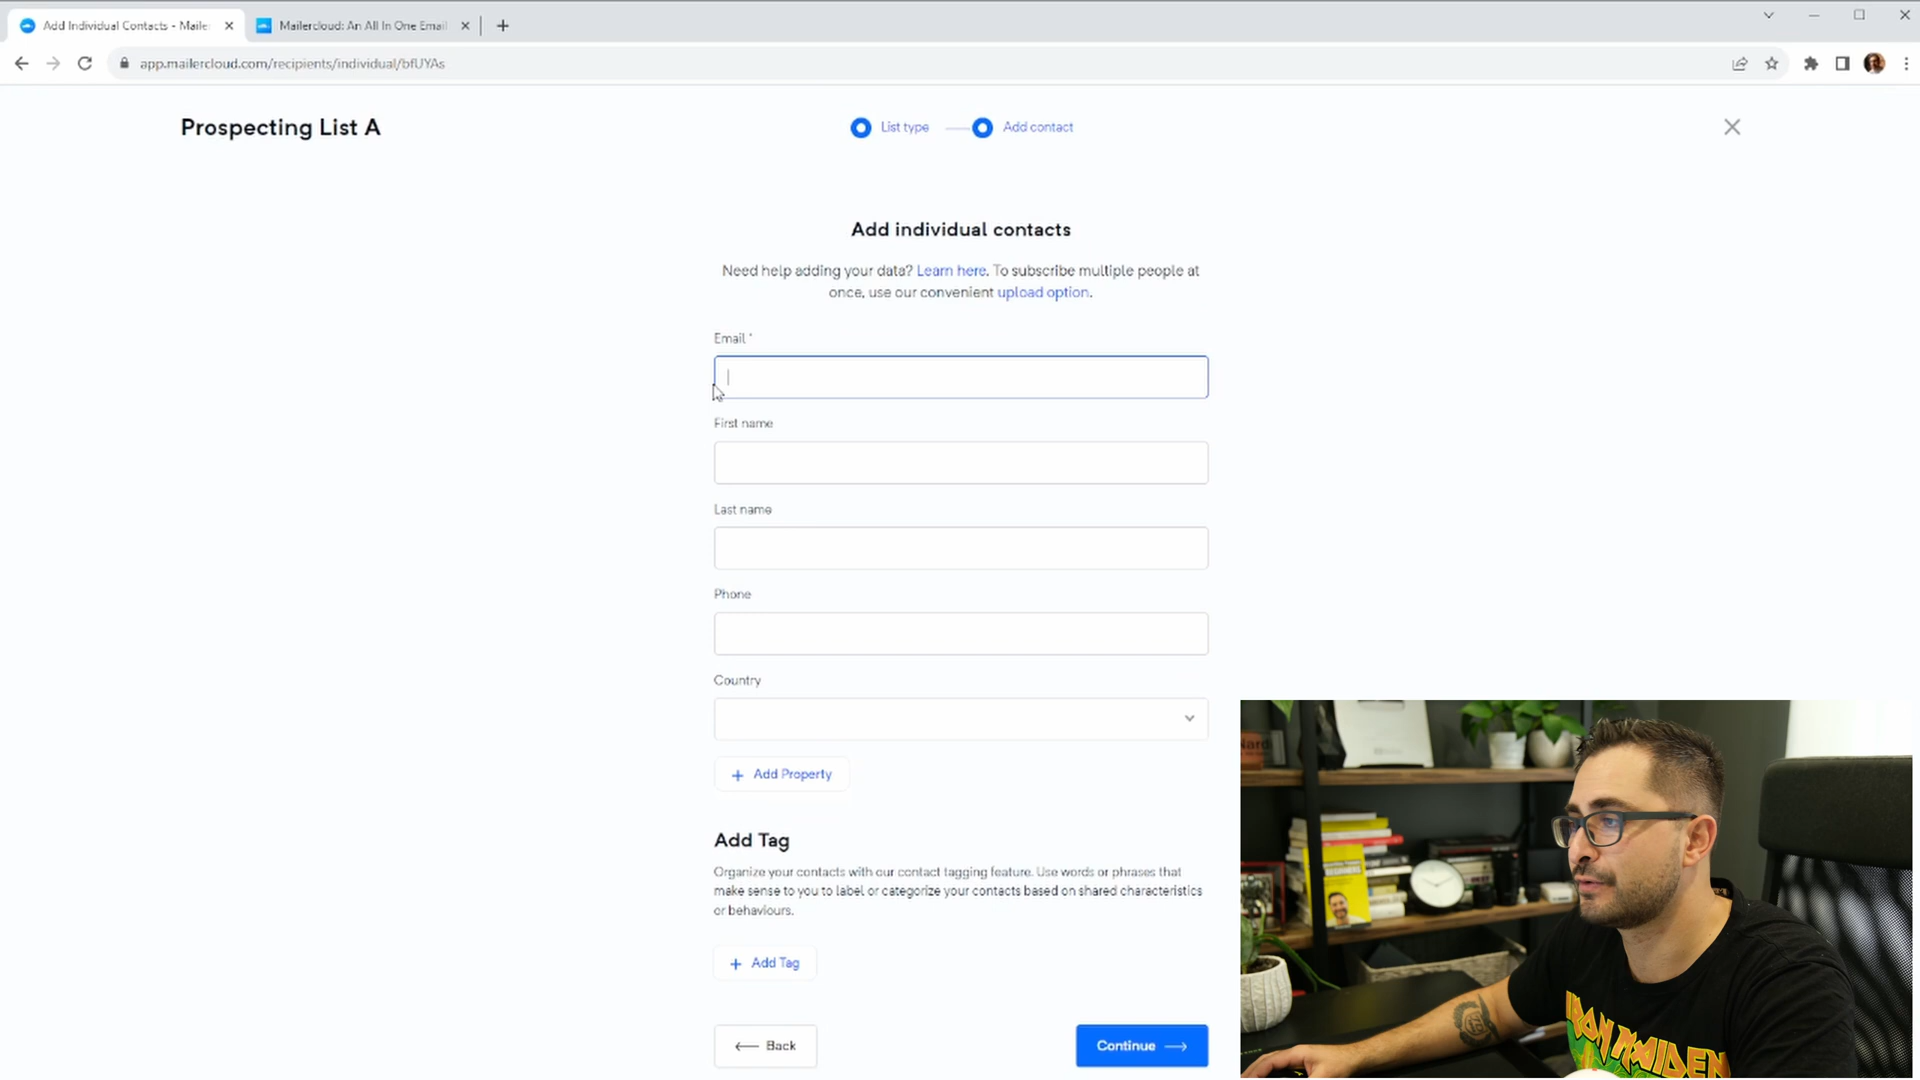 Add Individual Contacts - Maile
Mailercloud: An All In One Email
app.mailercloud.com/recipients/individual/bfUYAs
Prospecting List A
List type
Add contact
Add individual contacts
Need help adding your data? Learn here. To subscribe multiple people at
once, use our convenient upload option.
Email *
First name
Last name
Phone
Country
+ Add Property
Add Tag
Organize your contacts with our contact tagging feature. Use words or phrases that
make sense to you to label or categorize your contacts based on shared characteristics
or behaviours.
+ Add Tag
Back
Continue
IRON MAIDEN